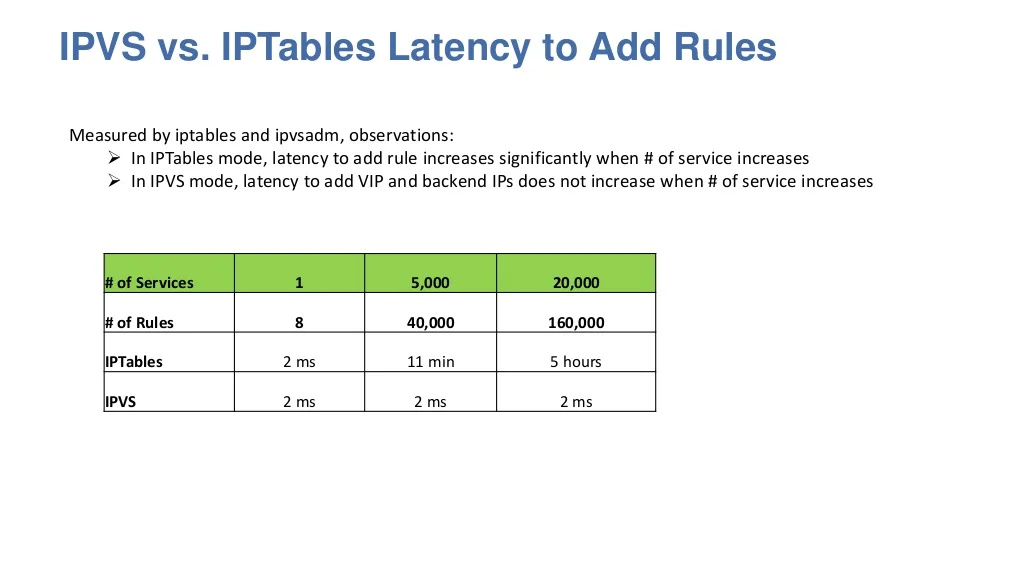 IPVS vs. IPTables Latency to Add Rules
Measured by iptables and ipvsadm, observations:
➢ In IPTables mode, latency to add rule increases significantly when # of service increases
➢ In IPVS mode, latency to add VIP and backend IPs does not increase when # of service increases
# of Services 1 5,000 20,000
# of Rules 8 40,000 160,000
IPTables 2 ms 11 min 5 hours
IPVS 2 ms 2 ms 2 ms